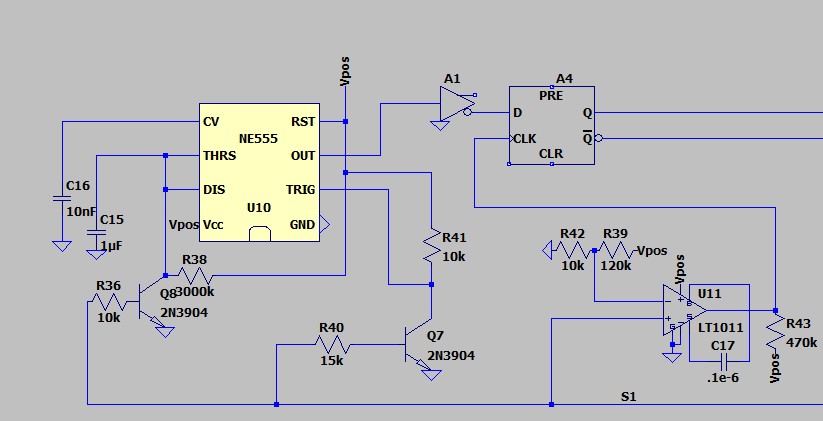 Vpos
A1
A4
PRE
CV
RST
D
Q
NE555
CLK
Q
THRS
OUT
CLR
C16
DIS
TRIG
10nF
U10
C15
Vpos
Vcc
GND
1µF
R41
10k
R42
R39
Vpos
10k
120k
R38
3000k
Vpos
R36
Q8
U11
10k
2N3904
R40
Q7
LT1011
R43
15k
2N3904
C17
470k
.1e-6
Vpos
S1